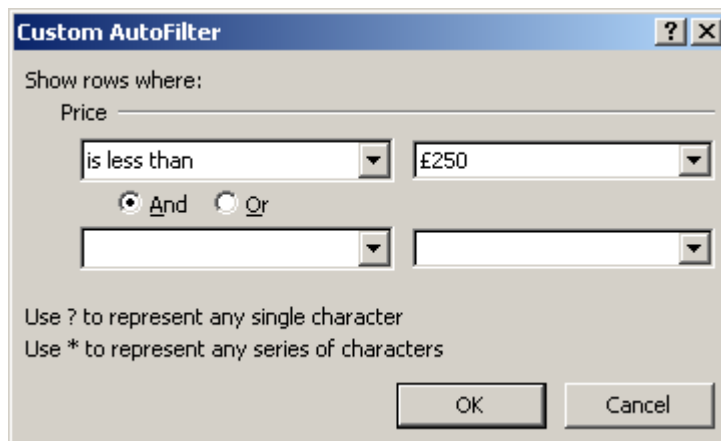 Custom AutoFilter
Show rows where:
Price
is less than £250
And Or
Use ? to represent any single character
Use * to represent any series of characters
OK Cancel